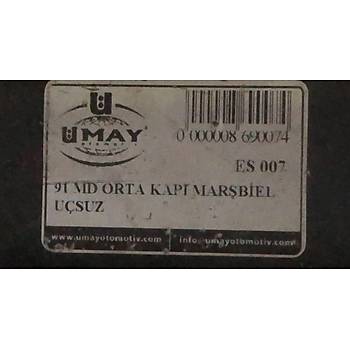 UMAY
otomotiv
0 000008 690074
ES 007
91 MD ORTA KAPI MARŞBİEL
UÇSUZ
www.umayotomotiv.com
info@umayotomotiv.com